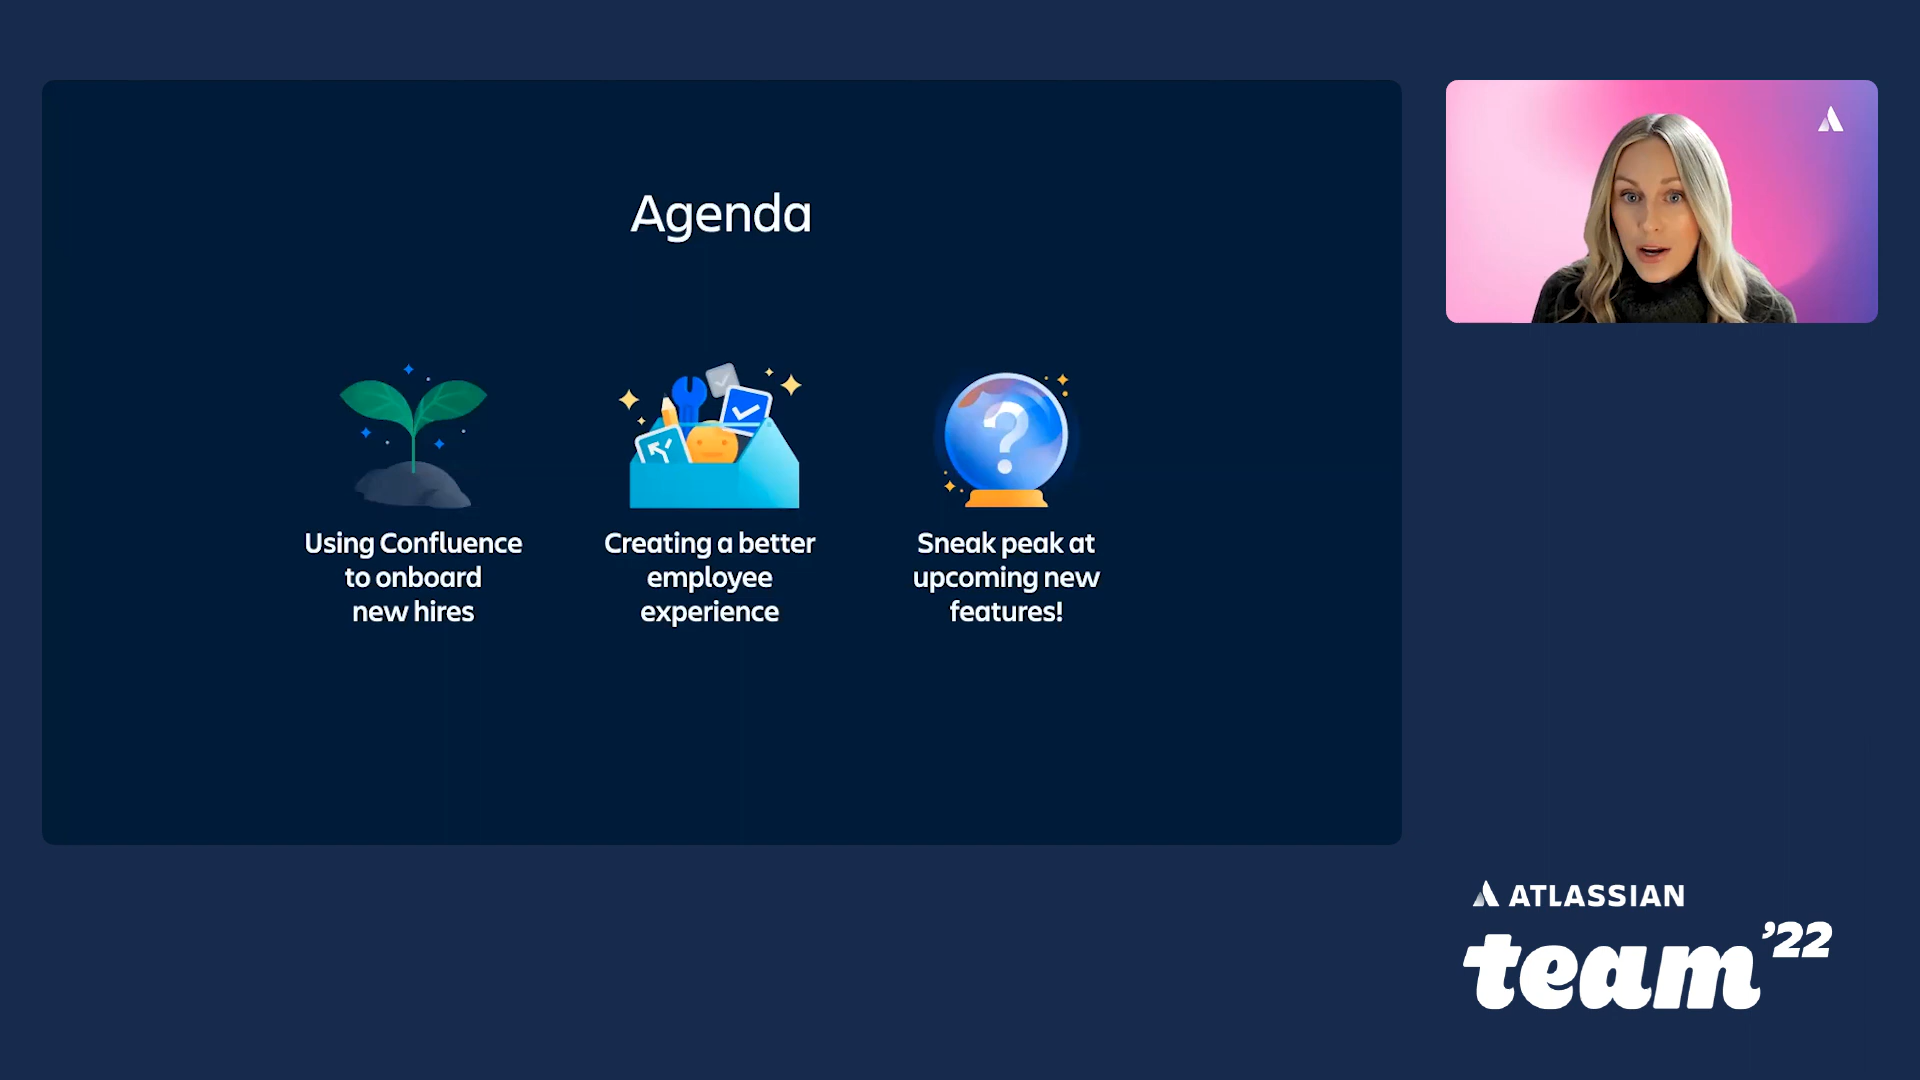 Agenda
Using Confluence
to onboard
new hires
Creating a better
employee
experience
?
Sneak peak at
upcoming new
features!
ATLASSIAN
team '22